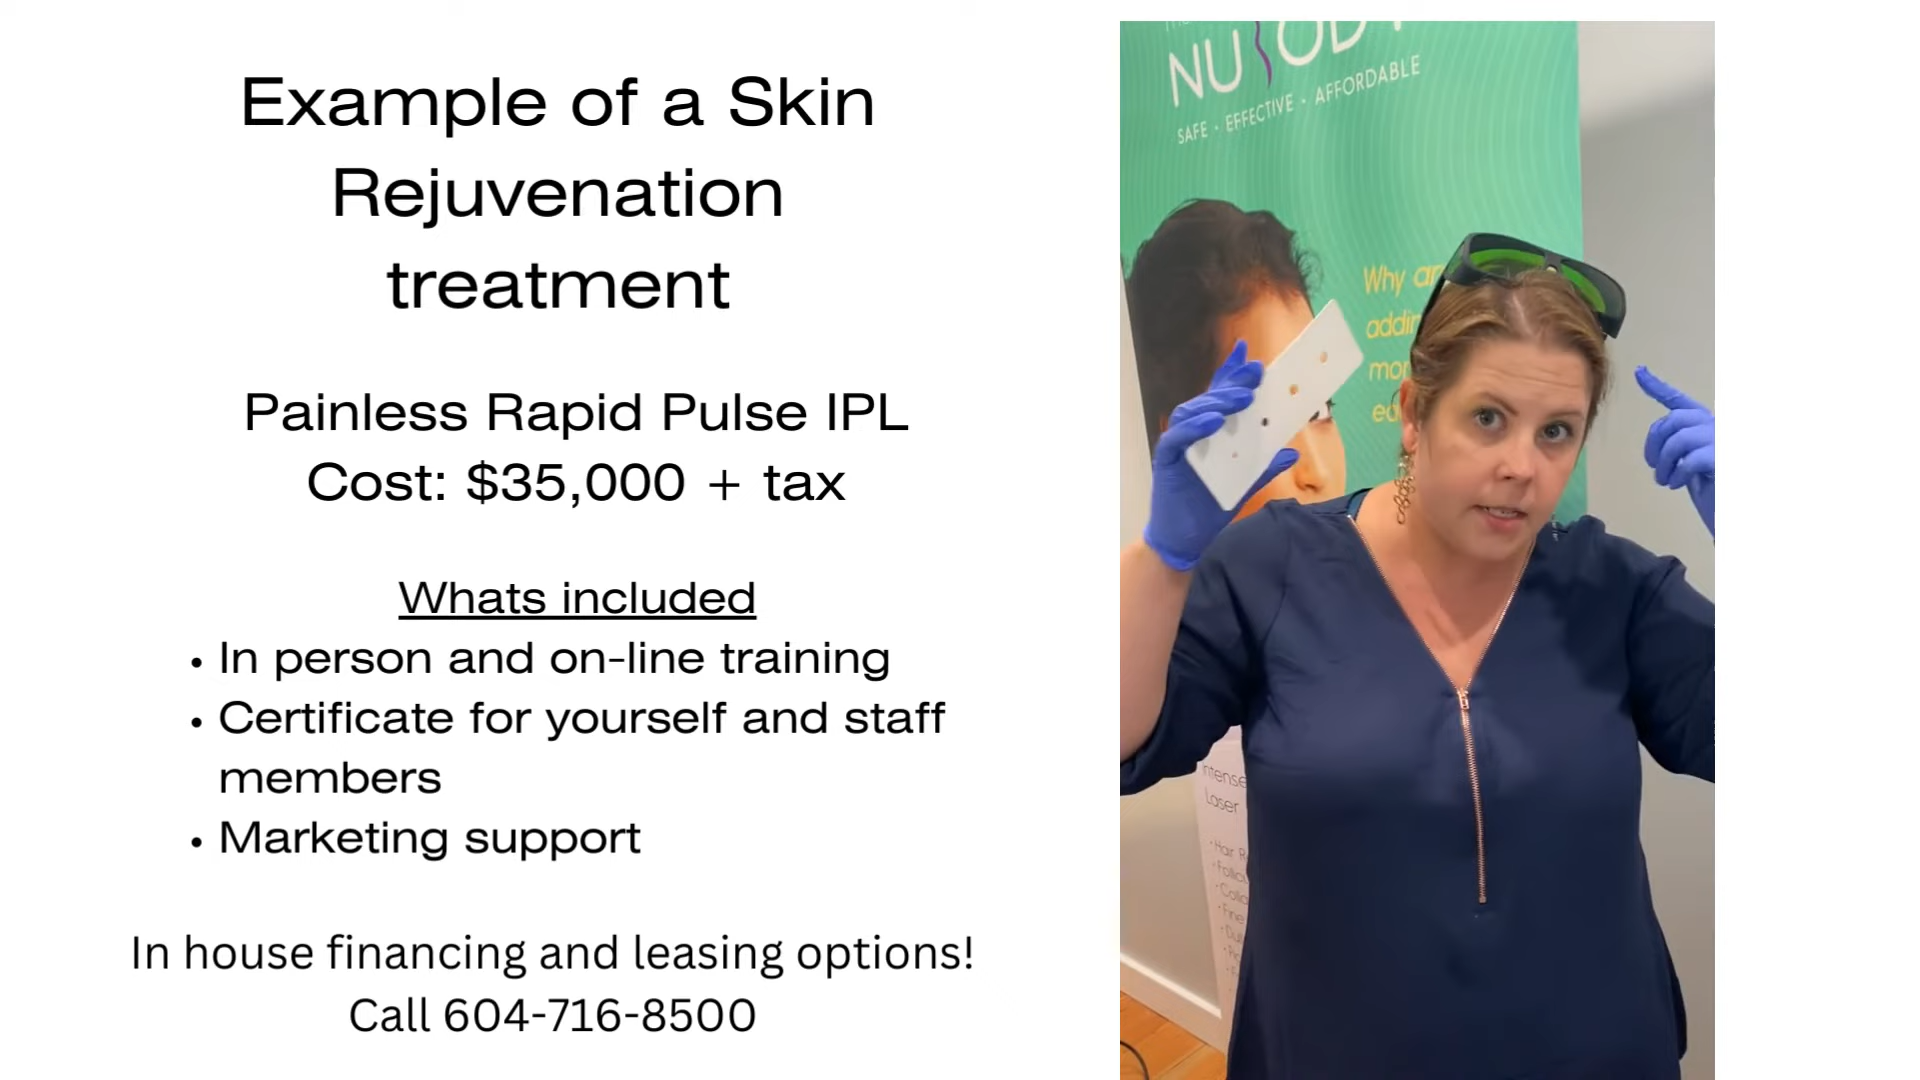 Example of a Skin
Rejuvenation
treatment
Painless Rapid Pulse IPL
Cost: $35,000 + tax
Whats included
• In person and on-line training
• Certificate for yourself and staff
members
• Marketing support
In house financing and leasing options!
Call 604-716-8500
SAFE • EFFECTIVE • AFFORDABLE
Why
Laser